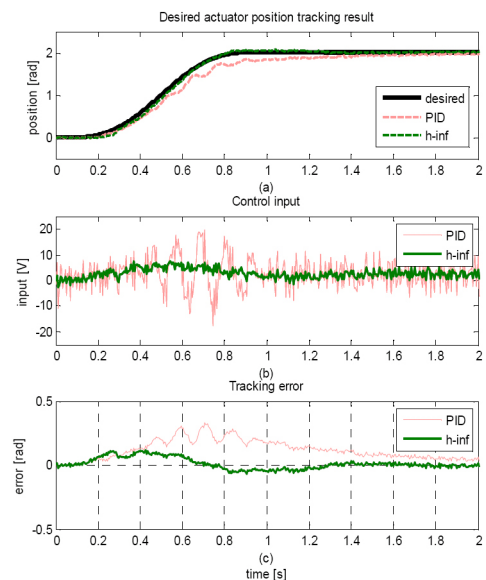 Desired actuator position tracking result
position [rad]
2
1
0
desired
PID
h-inf
0 0.2 0.4 0.6 0.8 1 1.2 1.4 1.6 1.8 2
(a)
Control input
input [V]
20
10
0
-10
-20
PID
h-inf
0 0.2 0.4 0.6 0.8 1 1.2 1.4 1.6 1.8 2
(b)
Tracking error
error [rad]
0.5
0
-0.5
PID
h-inf
0 0.2 0.4 0.6 0.8 1 1.2 1.4 1.6 1.8 2
(c)
time [s]